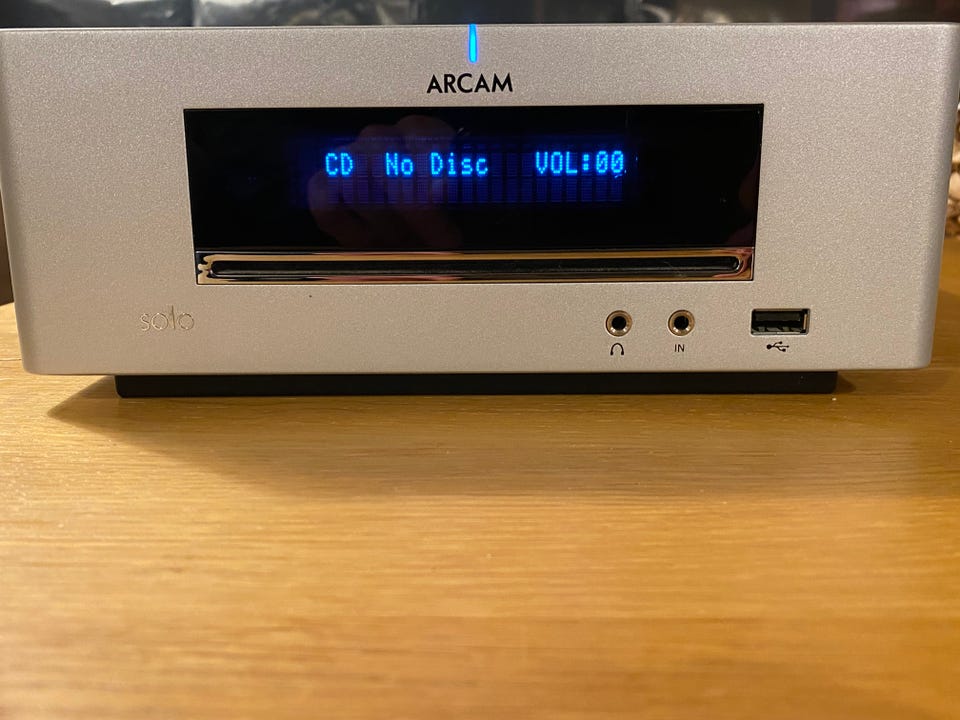 ARCAM
CD No Disc VOL:00
solo
IN